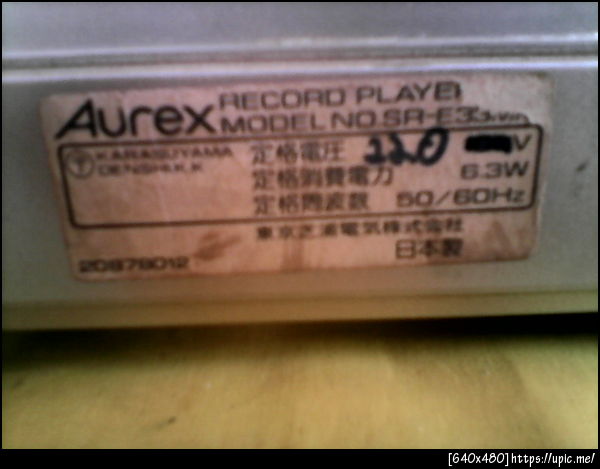 Aurex RECORD PLAYER
MODEL NO. SR-E33
KARASUYAMA
DENSHI.K.K
定格電圧 220 V
定格消費電力 6.3W
定格周波数 50/60Hz
東京芝浦電気株式会社
日本製
20878012
[640x480]https://upic.me/